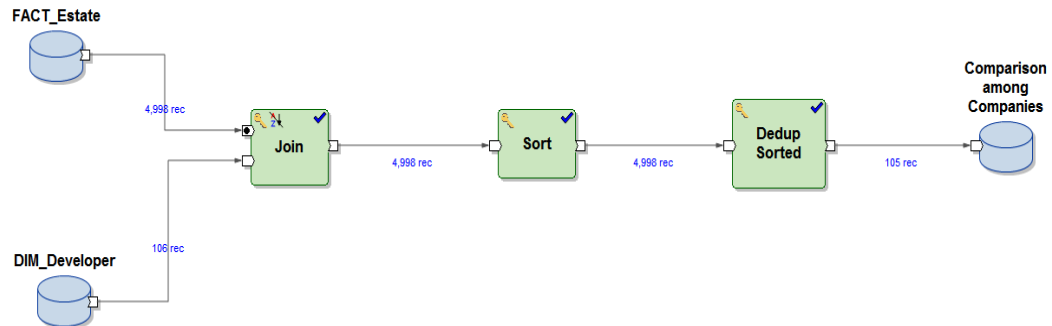 FACT_Estate
4,998 rec
Join
4,998 rec
Sort
4,998 rec
Dedup
Sorted
105 rec
Comparison
among
Companies
DIM_Developer
106 rec